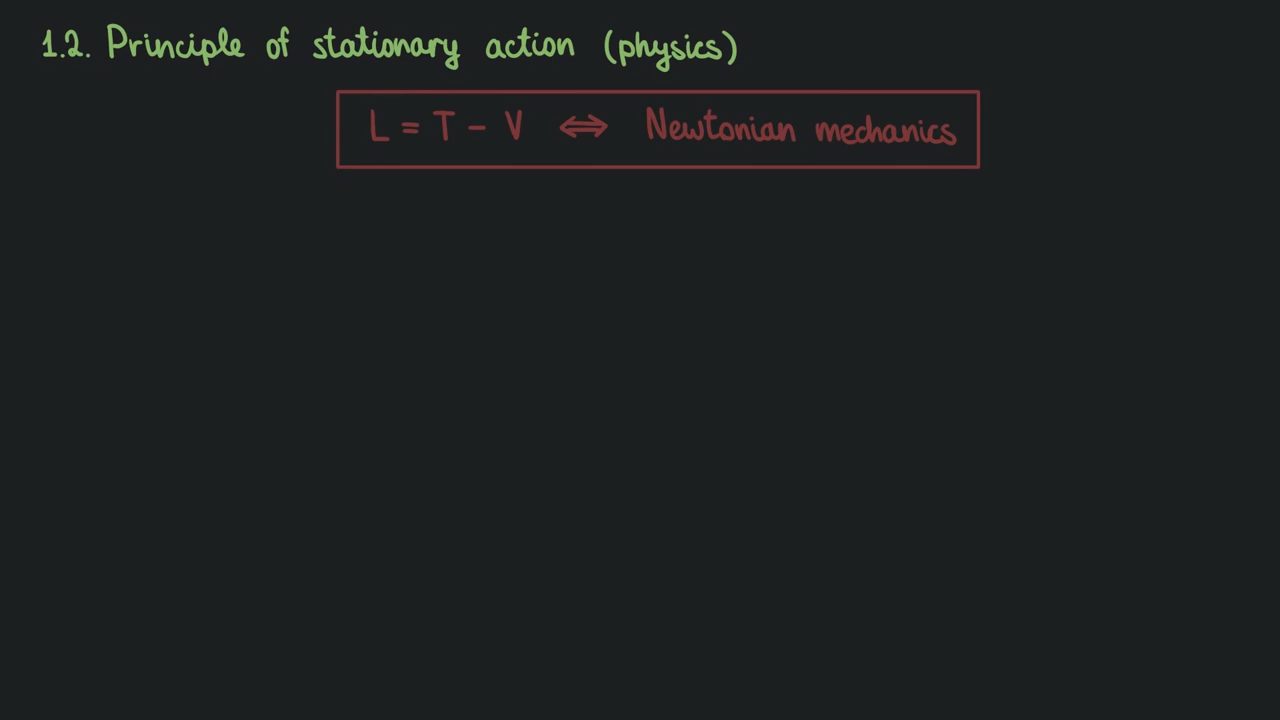 1.2. Principle of stationary action (physics)
L = T - V ⇔ Newtonian mechanics